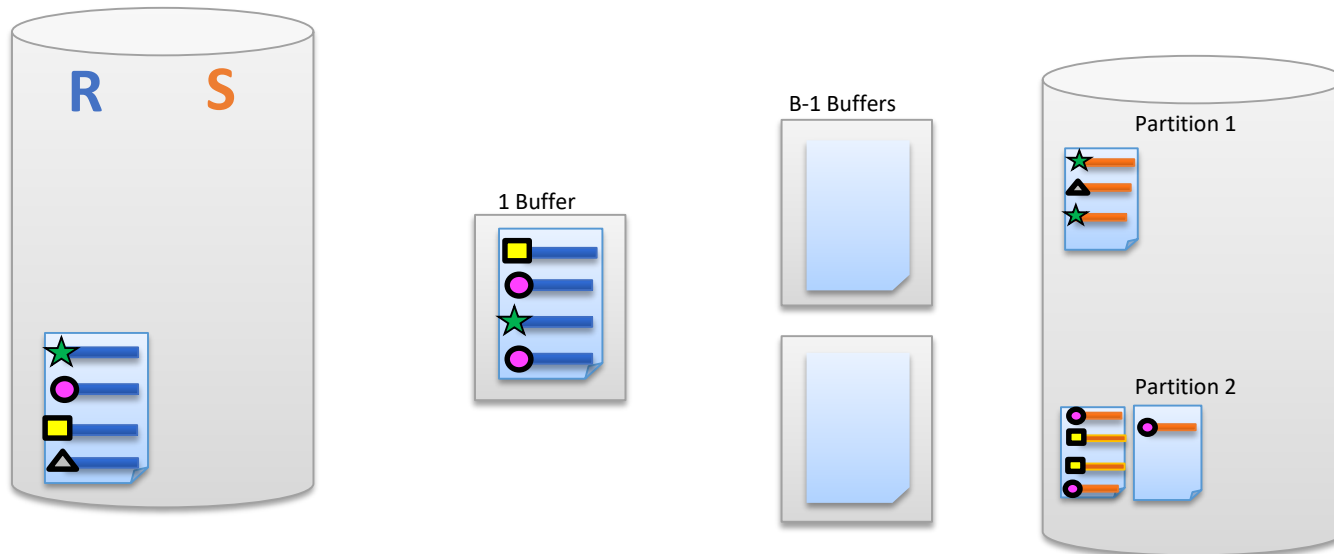 R S
1 Buffer
B-1 Buffers
Partition 1
Partition 2